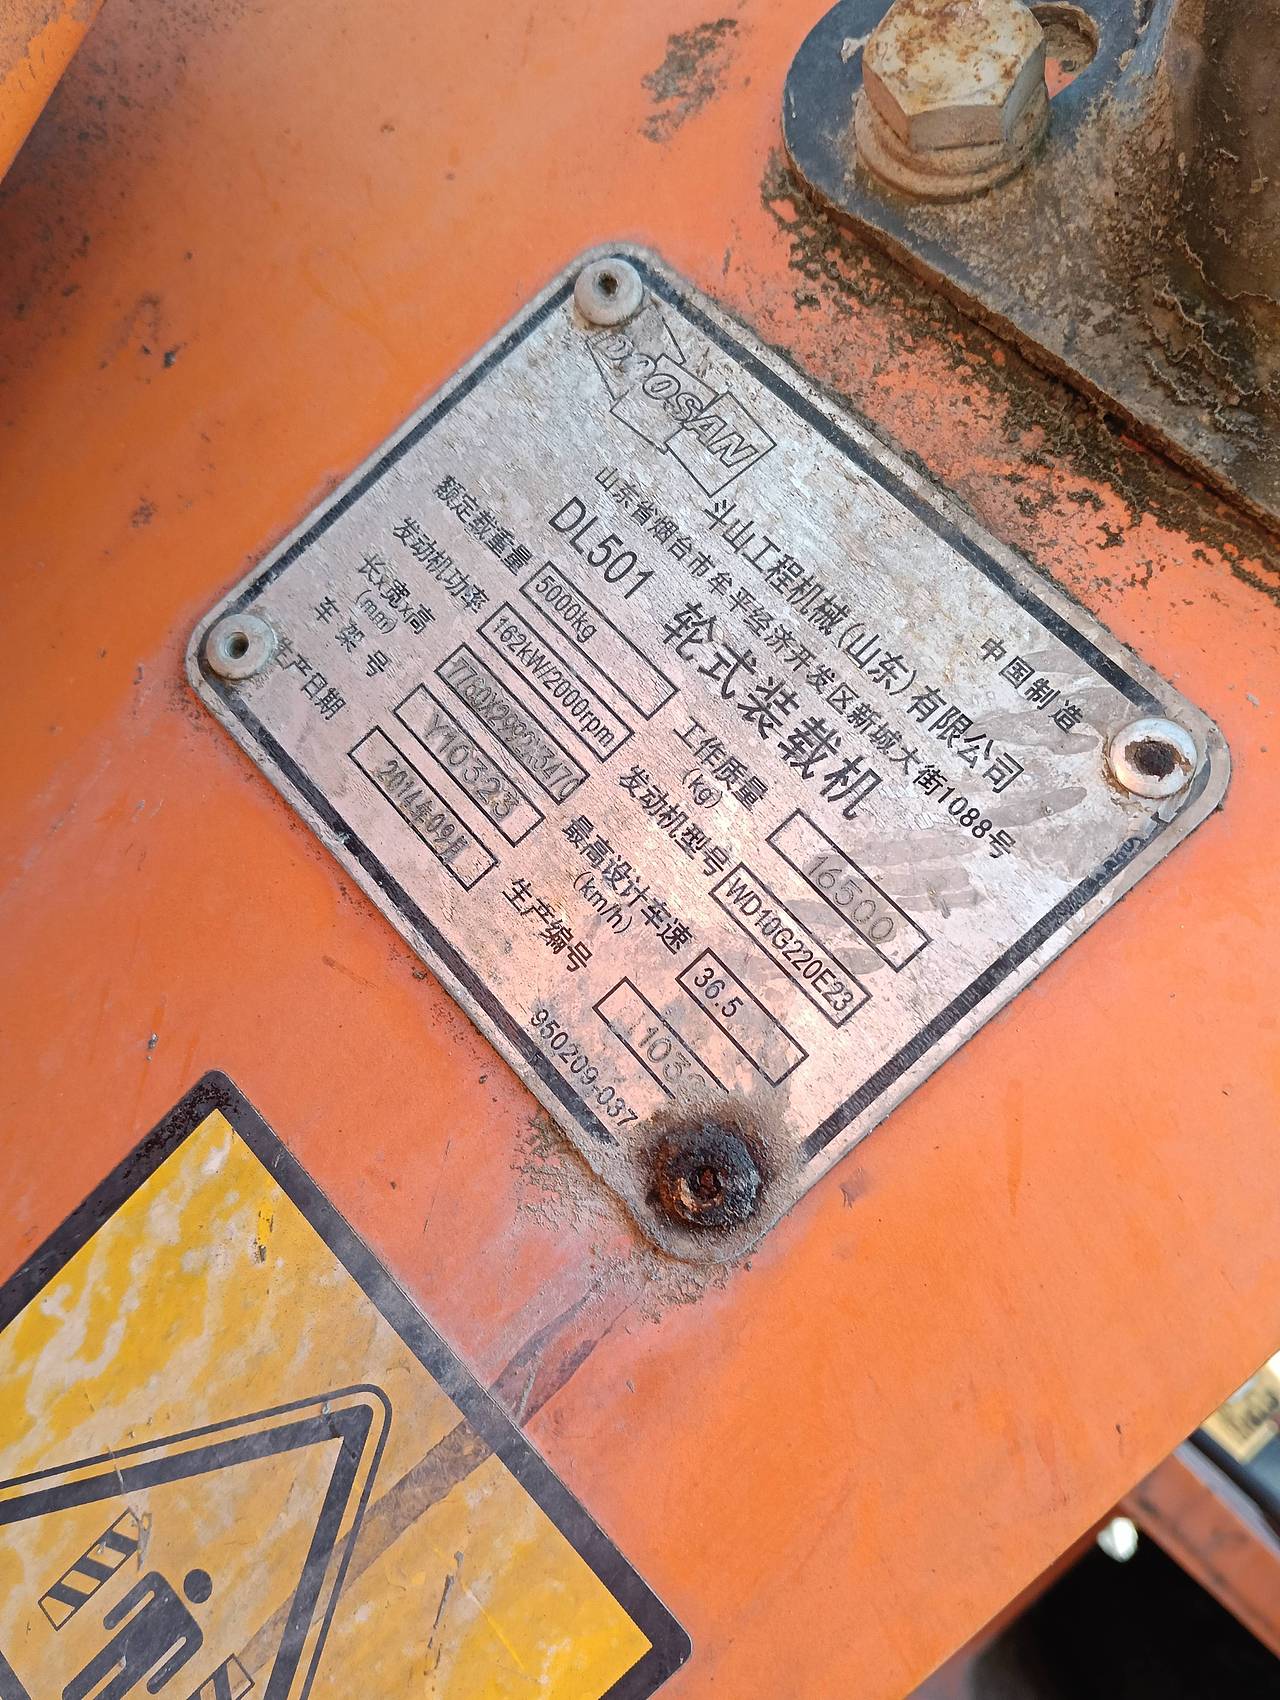 DOOSAN
中国制造
斗山工程机械(山东)有限公司
山东省烟台市牟平经济开发区新城大街1088号
DL501 轮式装载机
额定载重量 5000kg 工作质量(kg) 16500
发动机功率 162kW/2000rpm 发动机型号 WD10G220E23
长x宽x高(mm) 7760X2992X3470 最高设计车速(km/h) 36.5
车架号 Y10323 生产编号
生产日期 2014年09月
950209-037